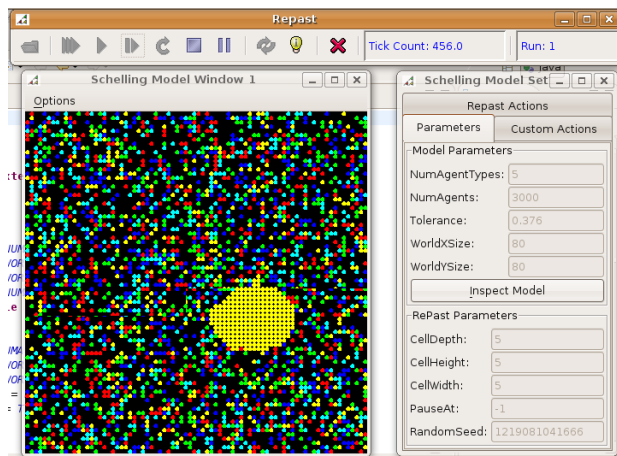 Repast
Tick Count: 456.0
Run: 1
Java
Schelling Model Window 1
Options
Schelling Model Set
Repast Actions
Parameters
Custom Actions
Model Parameters
NumAgentTypes: 5
NumAgents: 3000
Tolerance: 0.376
WorldXSize: 80
WorldYSize: 80
Inspect Model
RePast Parameters
CellDepth: 5
CellHeight: 5
CellWidth: 5
PauseAt: -1
RandomSeed: 1219081041666